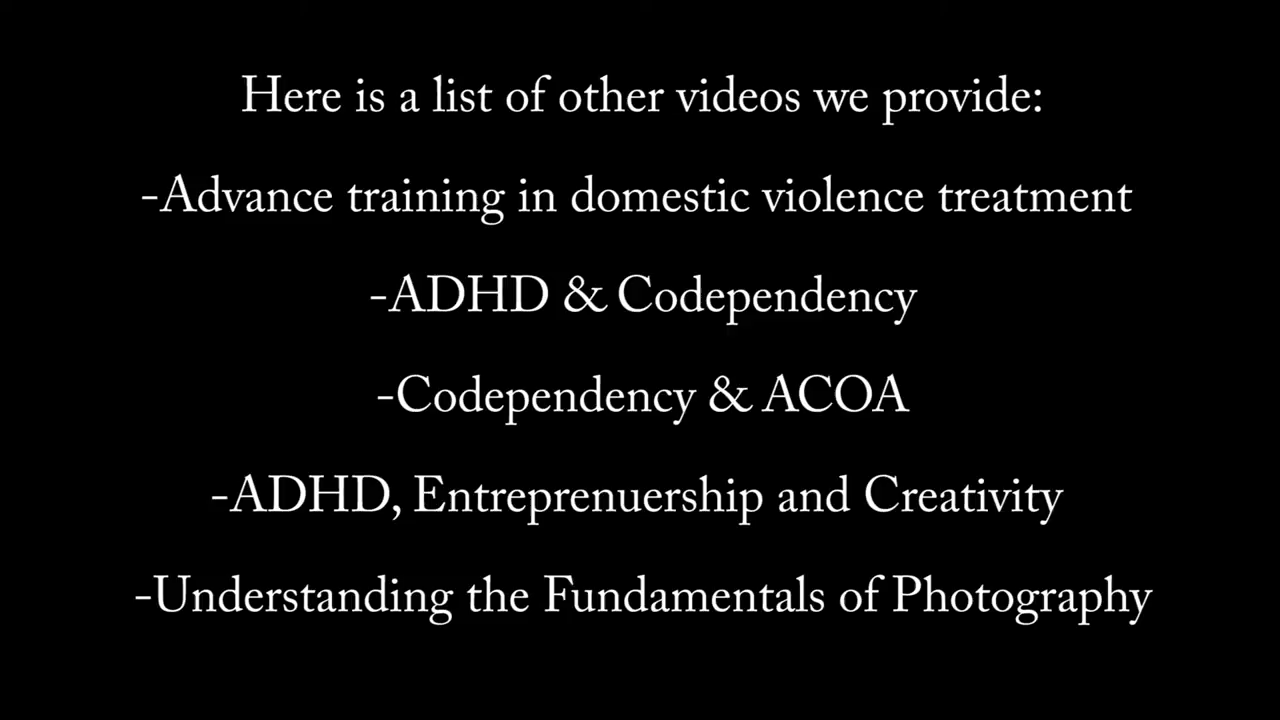 Here is a list of other videos we provide:
-Advance training in domestic violence treatment
-ADHD & Codependency
-Codependency & ACOA
-ADHD, Entreprenuership and Creativity
-Understanding the Fundamentals of Photography